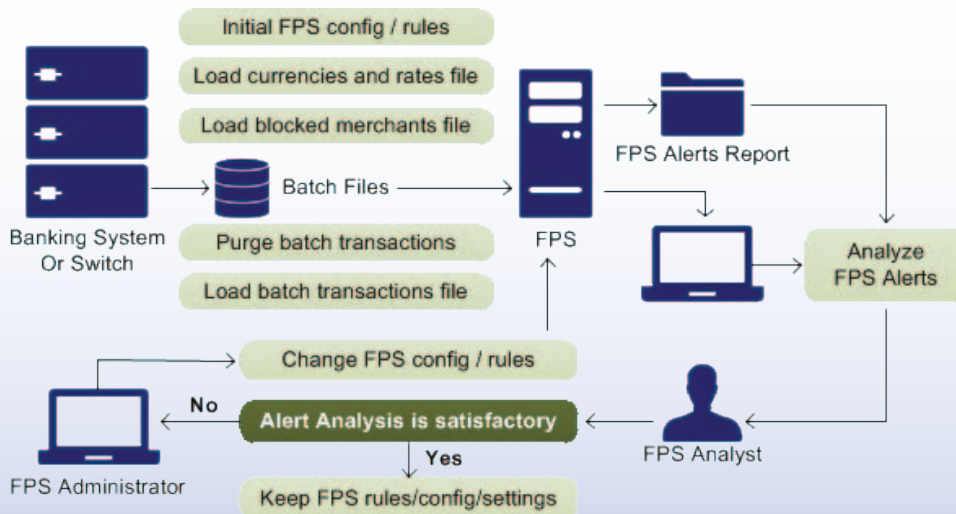 Initial FPS config / rules
Load currencies and rates file
Load blocked merchants file
Batch Files
Banking System
Or Switch
Purge batch transactions
Load batch transactions file
FPS
FPS Alerts Report
Analyze
FPS Alerts
Change FPS config / rules
No
Alert Analysis is satisfactory
Yes
FPS Analyst
FPS Administrator
Keep FPS rules/config/settings